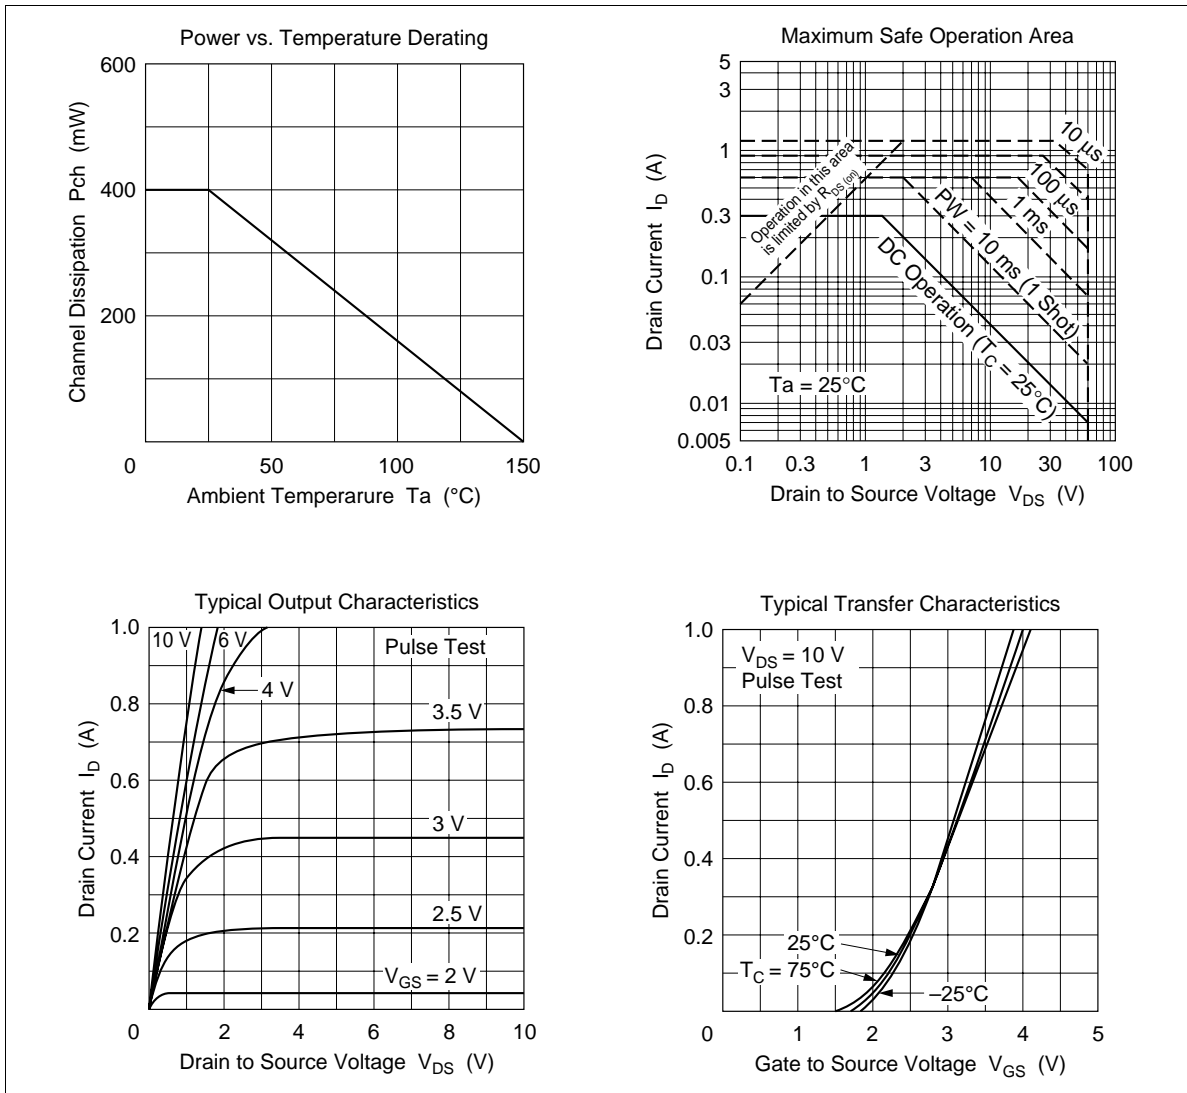 Power vs. Temperature Derating
600
400
200
0
50
100
150
Channel Dissipation Pch (mW)
Ambient Temperarure Ta (°C)
Maximum Safe Operation Area
5
3
1
0.3
0.1
0.03
0.01
0.005
0.1
0.3
1
3
10
30
100
Drain Current I_D (A)
Drain to Source Voltage V_DS (V)
Operation in this area
is limited by R_DS (on)
10 µs
100 µs
1 ms
PW = 10 ms (1 Shot)
DC Operation (T_C = 25°C)
Ta = 25°C
Typical Output Characteristics
1.0
0.8
0.6
0.4
0.2
0
2
4
6
8
10
Drain Current I_D (A)
Drain to Source Voltage V_DS (V)
10 V
6 V
Pulse Test
4 V
3.5 V
3 V
2.5 V
V_GS = 2 V
Typical Transfer Characteristics
1.0
0.8
0.6
0.4
0.2
0
1
2
3
4
5
Drain Current I_D (A)
Gate to Source Voltage V_GS (V)
V_DS = 10 V
Pulse Test
25°C
T_C = 75°C
–25°C